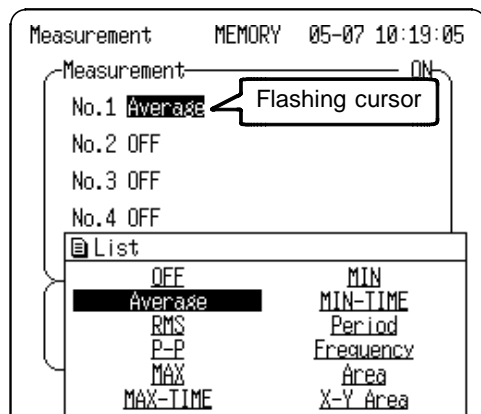 Measurement MEMORY 05-07 10:19:05
Measurement ON
No.1 Average
Flashing cursor
No.2 OFF
No.3 OFF
No.4 OFF
List
OFF MIN
Average MIN-TIME
RMS Period
P-P Frequency
MAX Area
MAX-TIME X-Y Area